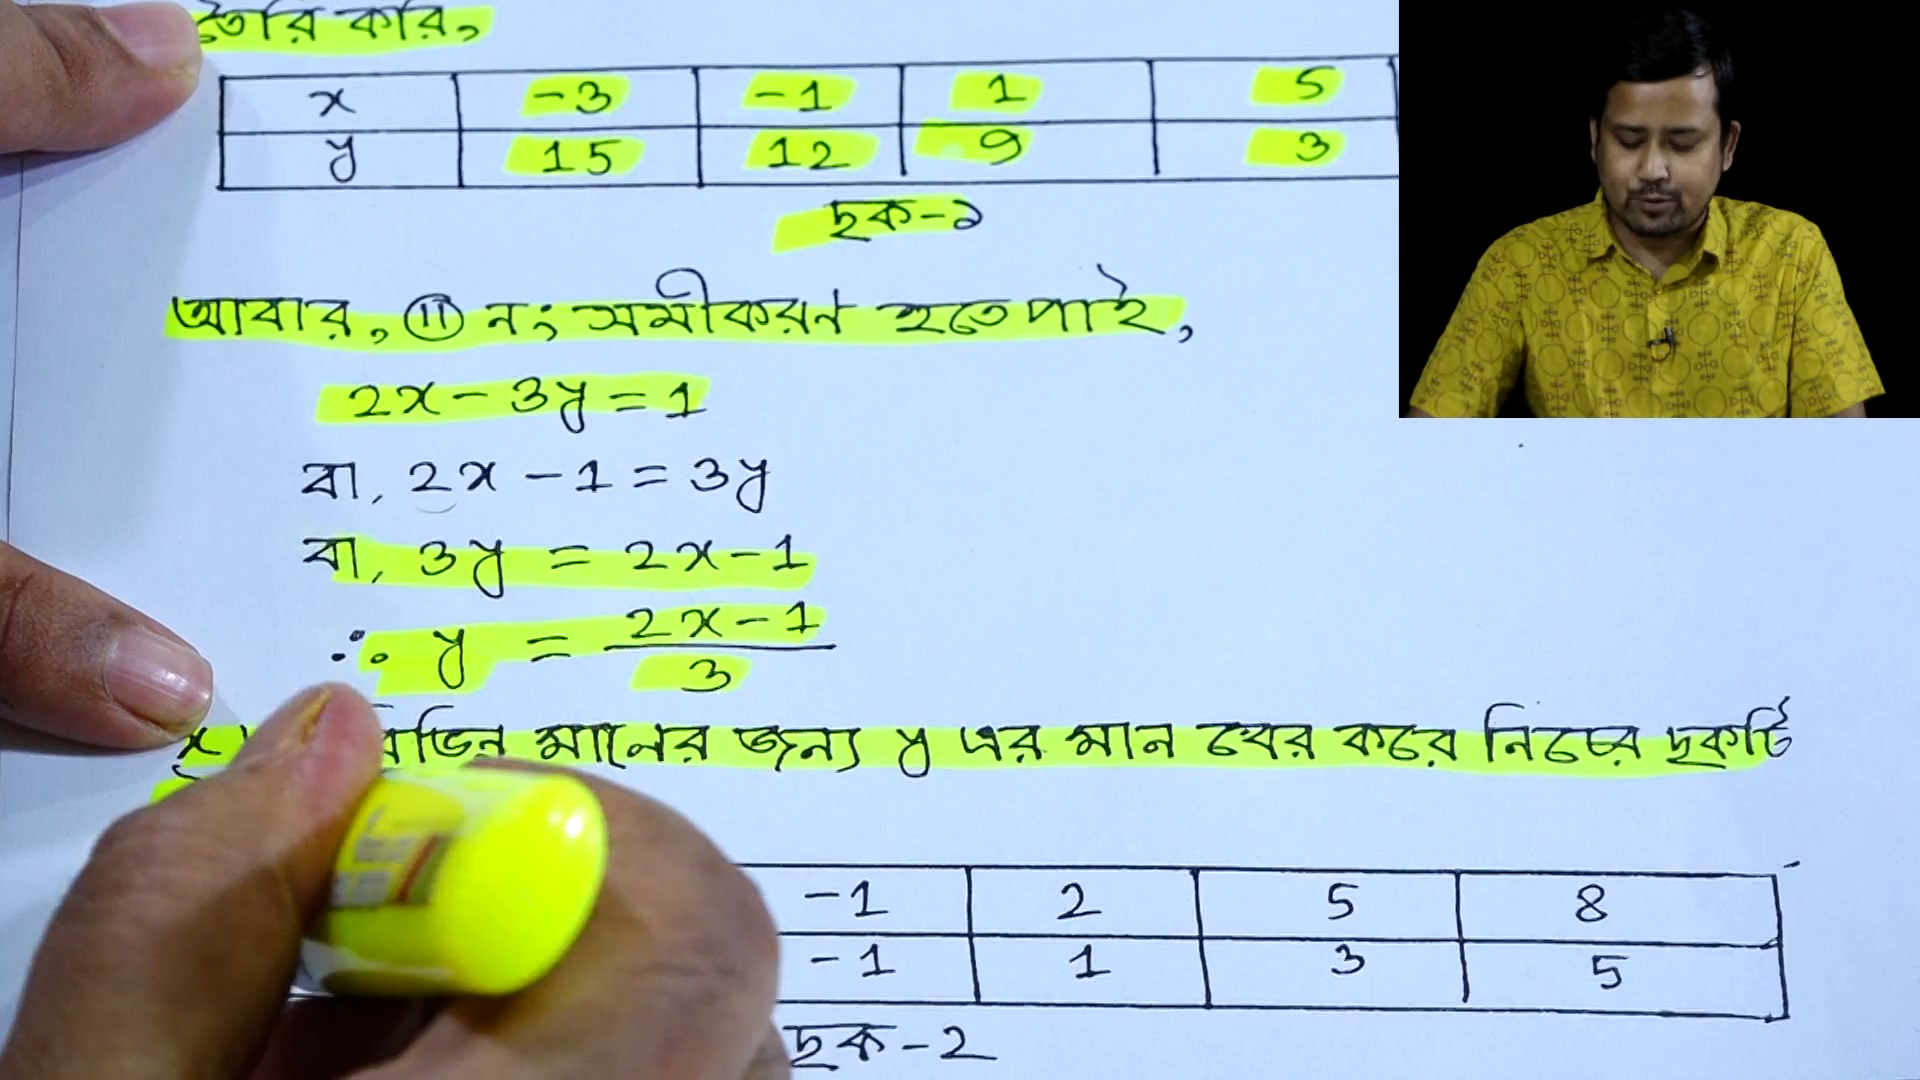 তৈরি করি,
x -3 -1 1 5
y 15 12 9 3
ছক-১
আবার, ⑪ নং সমীকরণ হতে পাই,
2x - 3y = 1
বা, 2x - 1 = 3y
বা, 3y = 2x-1
∴ y = 2x-1
3
x বিভিন্ন মানের জন্য y এর মান বের করে নিচের ছকটি
-1 2 5 8
-1 1 3 5
ছক-2